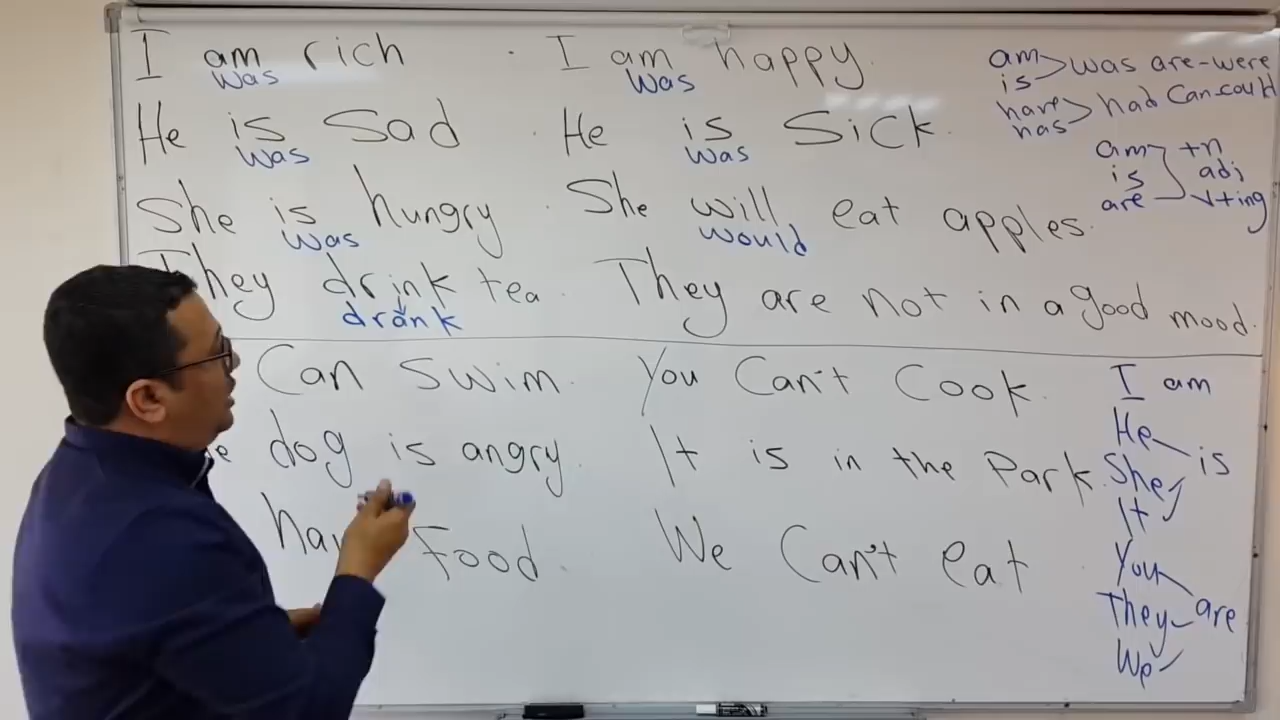 I am rich · I am happy.
was was
He is Sad · He is Sick.
was was
She is hungry · She will eat apples.
was would
They drink tea. They are not in a good mood.
drank
Can swim. You Can't Cook.
dog is angry. It is in the Park.
Food. We Can't eat
am
is
was are-were
have
has
had Can-could
am +n
is adj
are v+ing
I am
He
She
It
is
You
They
We
are